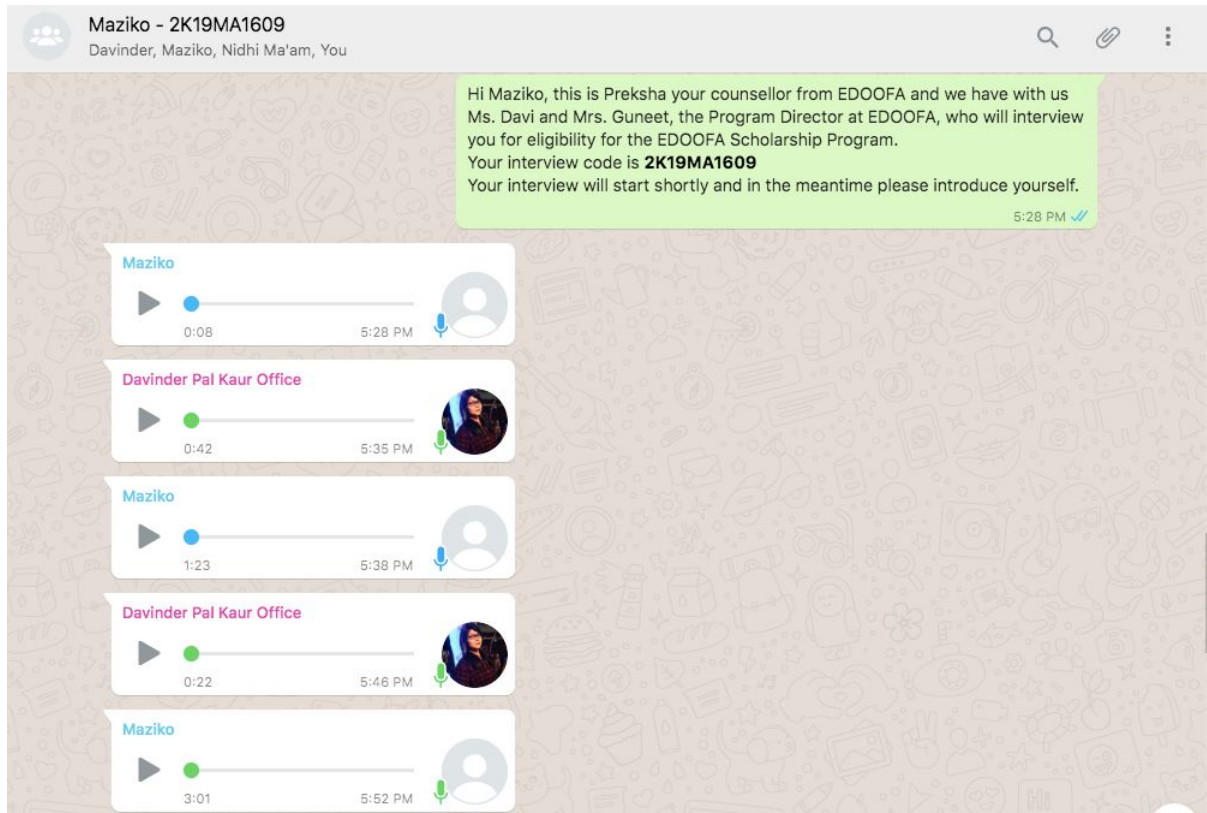 Maziko - 2K19MA1609
Davinder, Maziko, Nidhi Ma'am, You
Hi Maziko, this is Preksha your counsellor from EDOOFA and we have with us
Ms. Davi and Mrs. Guneet, the Program Director at EDOOFA, who will interview
you for eligibility for the EDOOFA Scholarship Program.
Your interview code is 2K19MA1609
Your interview will start shortly and in the meantime please introduce yourself.
5:28 PM
Maziko
0:08 5:28 PM
Davinder Pal Kaur Office
0:42 5:35 PM
Maziko
1:23 5:38 PM
Davinder Pal Kaur Office
0:22 5:46 PM
Maziko
3:01 5:52 PM